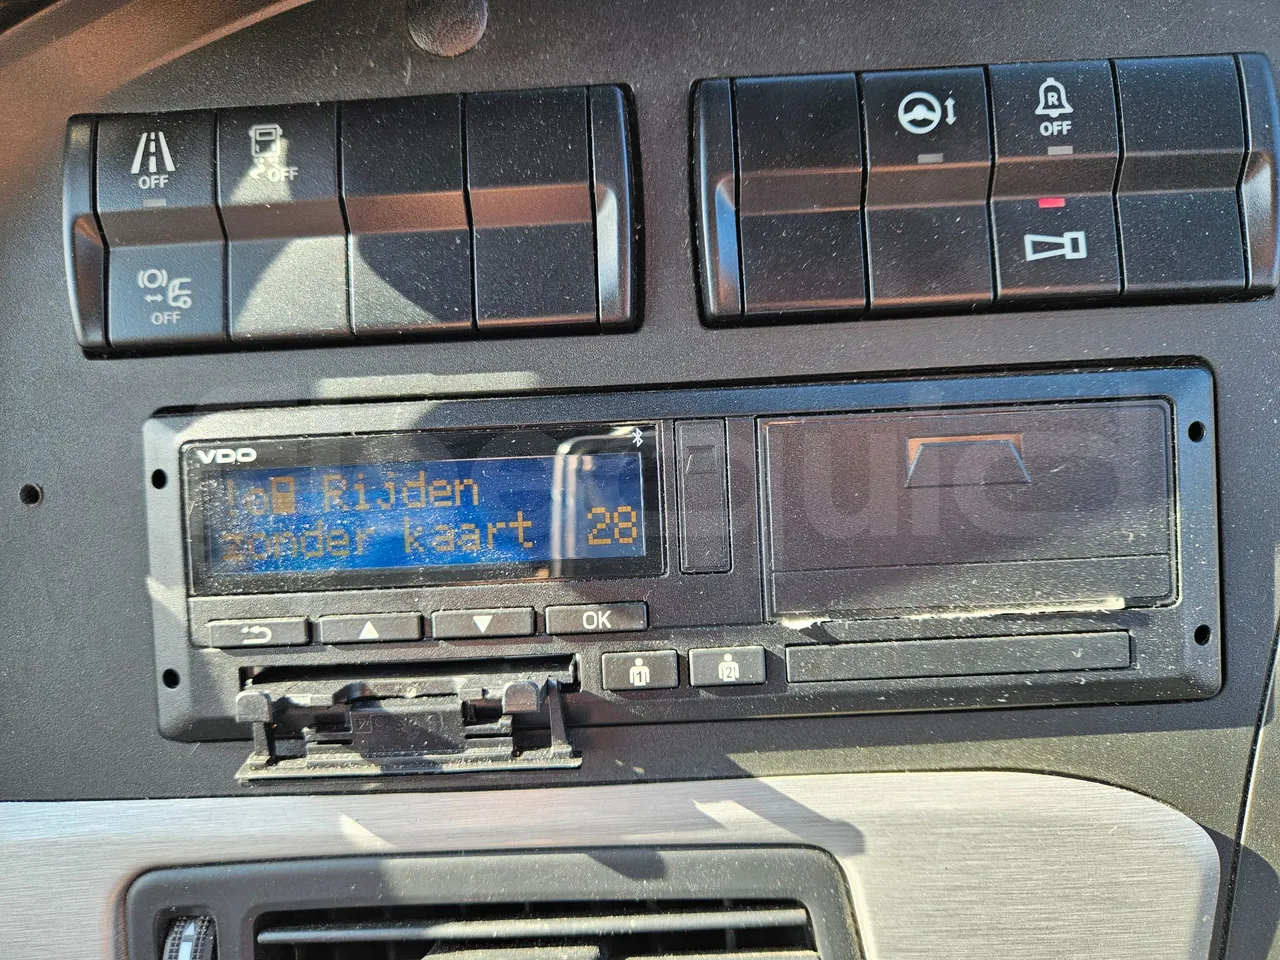 OFF
OFF
OFF
R
OFF
VDO
Rijden
zonder kaart 28
OK
1
2